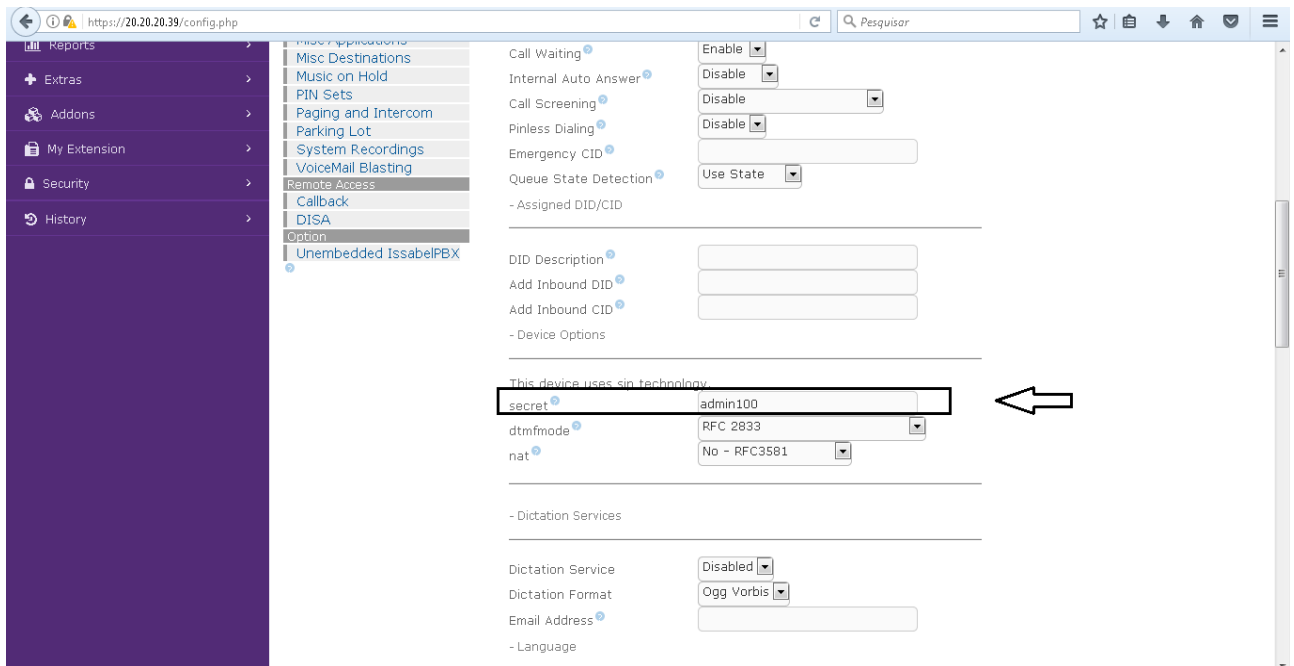 https://20.20.20.39/config.php
Pesquisar
Reports
Extras
Addons
My Extension
Security
History
Misc Applications
Misc Destinations
Music on Hold
PIN Sets
Paging and Intercom
Parking Lot
System Recordings
VoiceMail Blasting
Remote Access
Callback
DISA
Option
Unembedded IssabelPBX
Call Waiting Enable
Internal Auto Answer Disable
Call Screening Disable
Pinless Dialing Disable
Emergency CID
Queue State Detection Use State
- Assigned DID/CID
DID Description
Add Inbound DID
Add Inbound CID
- Device Options
This device uses sip technology.
secret admin100
dtmfmode RFC 2833
nat No - RFC3581
- Dictation Services
Dictation Service Disabled
Dictation Format Ogg Vorbis
Email Address
- Language